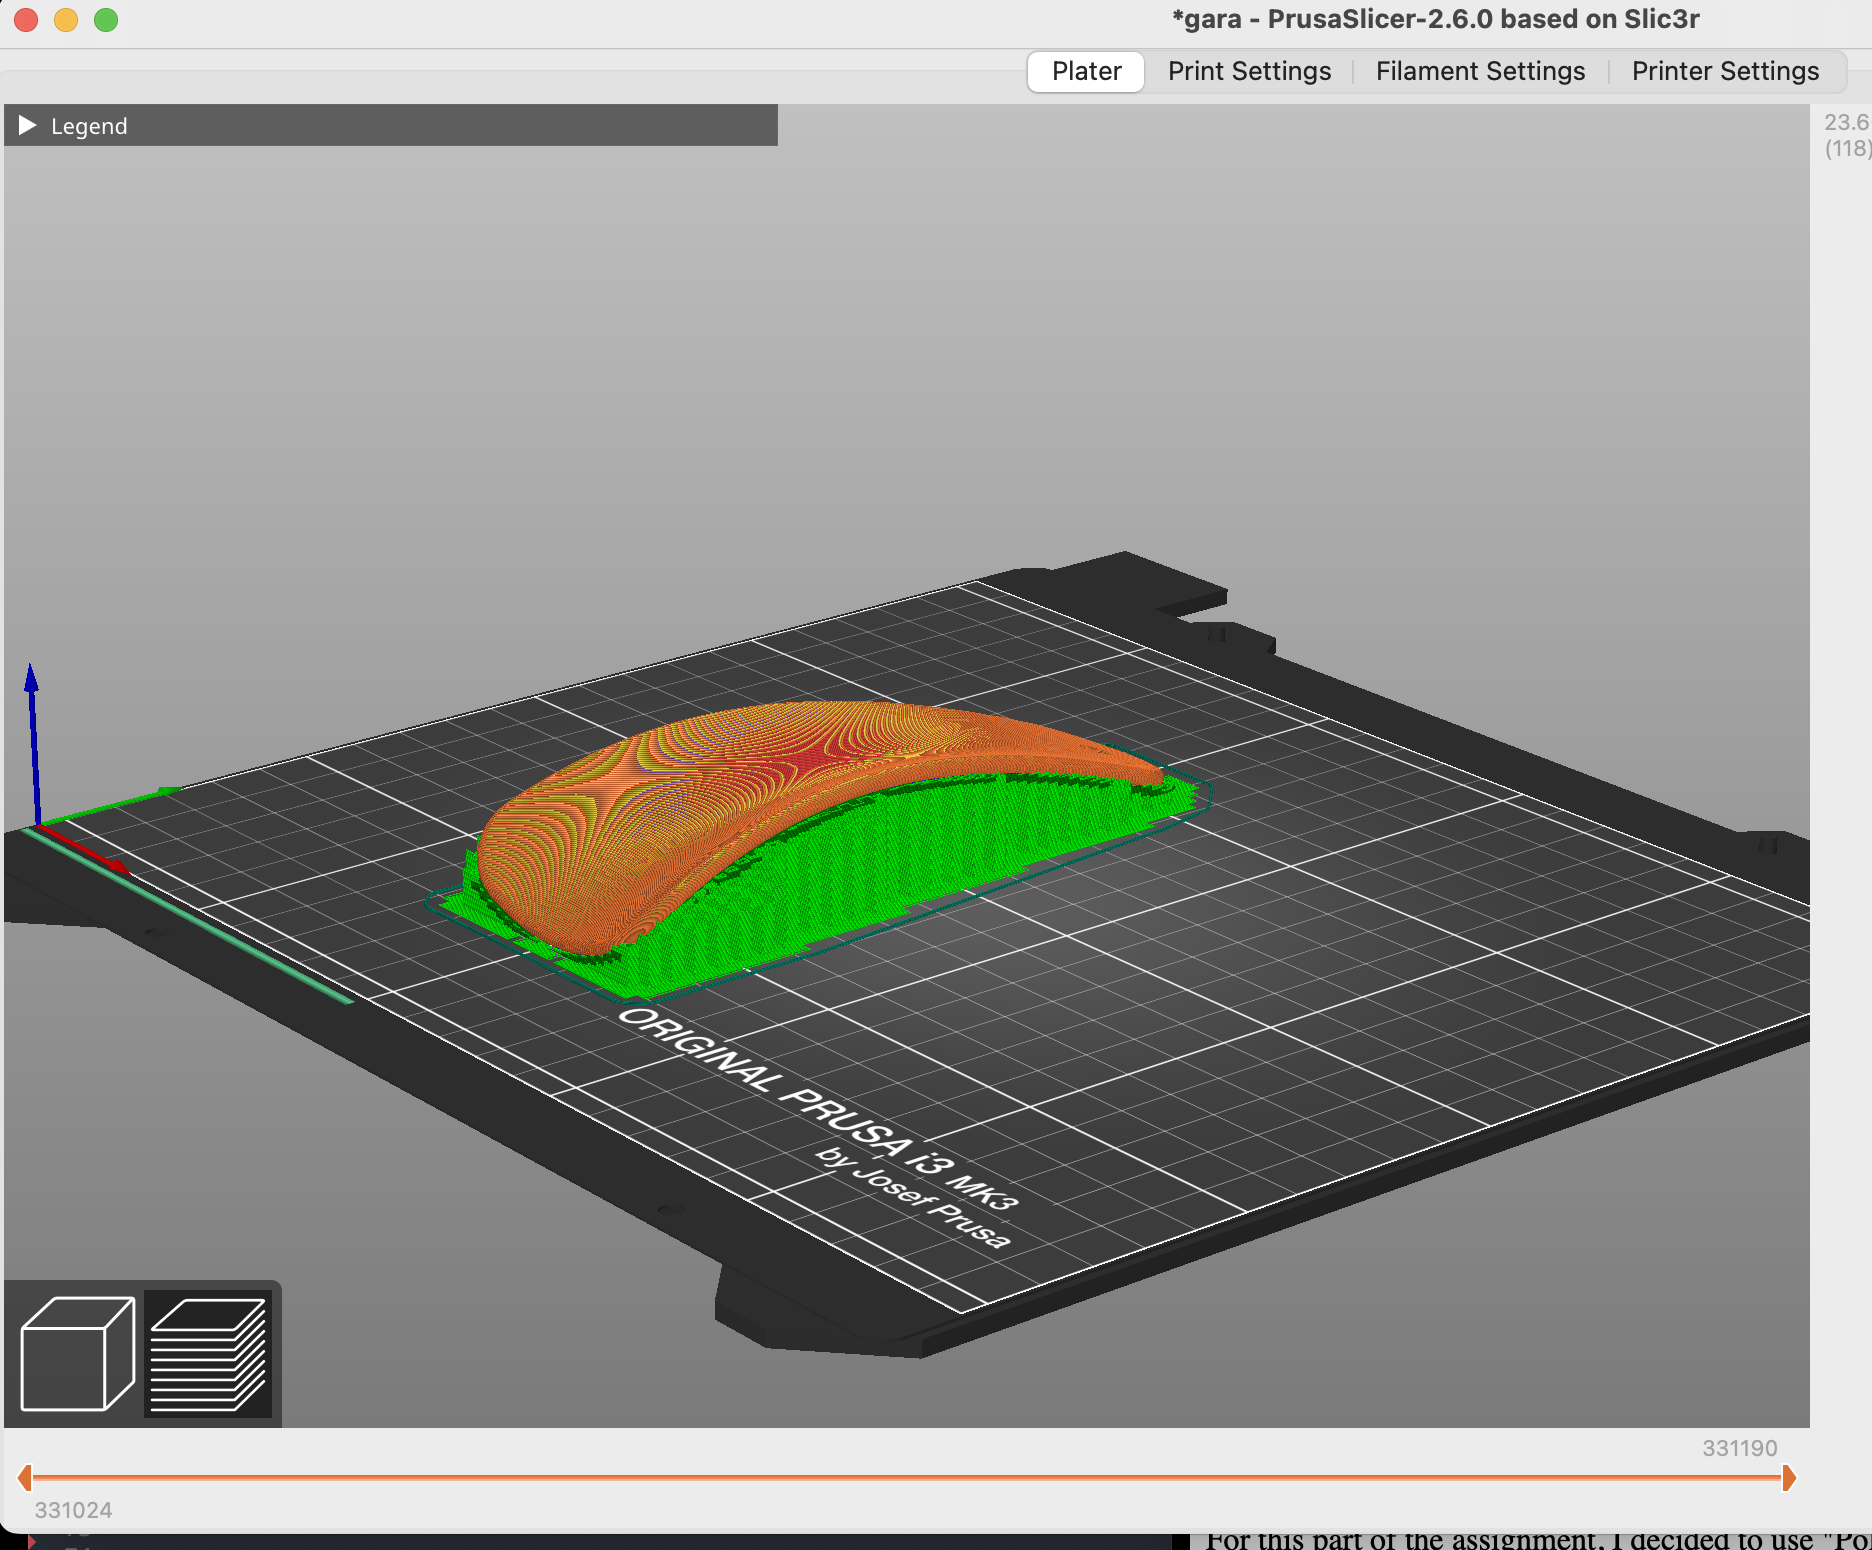 *gara - PrusaSlicer-2.6.0 based on Slic3r
Plater
Print Settings
Filament Settings
Printer Settings
Legend
23.6
(118)
ORIGINAL PRUSA i3 MK3
by Josef Prusa
331190
331024
For this part of the assignment, I decided to use "Po